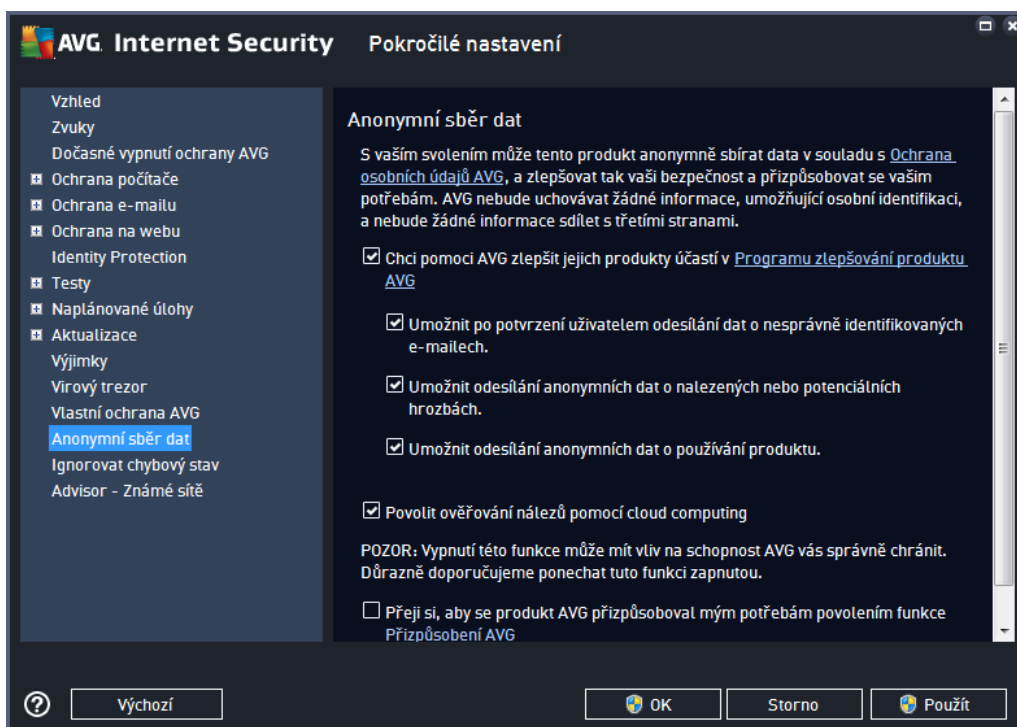 AVG. Internet Security Pokročilé nastavení
Vzhled
Zvuky
Dočasné vypnutí ochrany AVG
Ochrana počítače
Ochrana e-mailu
Ochrana na webu
Identity Protection
Testy
Naplánované úlohy
Aktualizace
Výjimky
Virový trezor
Vlastní ochrana AVG
Anonymní sběr dat
Ignorovat chybový stav
Advisor - Známé sítě
Anonymní sběr dat
S vaším svolením může tento produkt anonymně sbírat data v souladu s Ochrana
osobních údajů AVG, a zlepšovat tak vaši bezpečnost a přizpůsobovat se vašim
potřebám. AVG nebude uchovávat žádné informace, umožňující osobní identifikaci,
a nebude žádné informace sdílet s třetími stranami.
Chci pomoci AVG zlepšit jejich produkty účastí v Programu zlepšování produktu
AVG
Umožnit po potvrzení uživatelem odesílání dat o nesprávně identifikovaných
e-mailech.
Umožnit odesílání anonymních dat o nalezených nebo potenciálních
hrozbách.
Umožnit odesílání anonymních dat o používání produktu.
Povolit ověřování nálezů pomocí cloud computing
POZOR: Vypnutí této funkce může mít vliv na schopnost AVG vás správně chránit.
Důrazně doporučujeme ponechat tuto funkci zapnutou.
Přeji si, aby se produkt AVG přizpůsoboval mým potřebám povolením funkce
Přizpůsobení AVG
? Výchozí OK Storno Použít